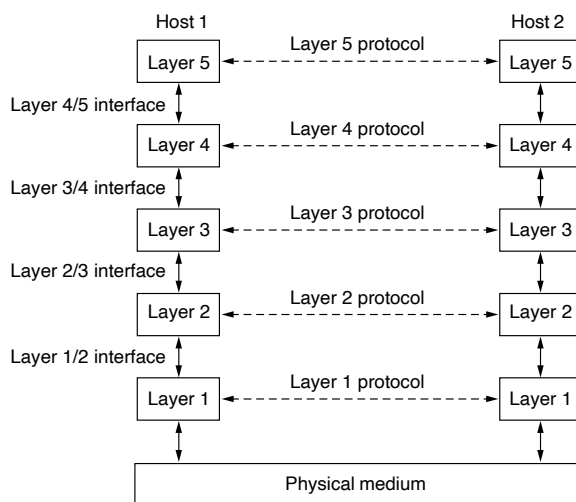 Host 1
Host 2
Layer 5 protocol
Layer 5
Layer 5
Layer 4/5 interface
Layer 4 protocol
Layer 4
Layer 4
Layer 3/4 interface
Layer 3 protocol
Layer 3
Layer 3
Layer 2/3 interface
Layer 2 protocol
Layer 2
Layer 2
Layer 1/2 interface
Layer 1 protocol
Layer 1
Layer 1
Physical medium